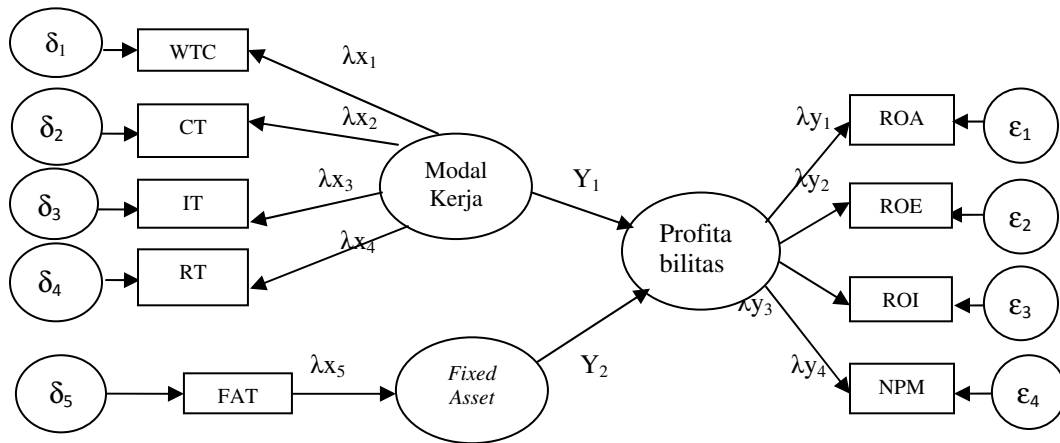 δ₁
WTC
λx₁
δ₂
CT
λx₂
δ₃
IT
λx₃
δ₄
RT
λx₄
Modal
Kerja
Y₁
δ₅
FAT
λx₅
Fixed
Asset
Y₂
Profita
bilitas
λy₁
ROA
ε₁
λy₂
ROE
ε₂
λy₃
ROI
ε₃
λy₄
NPM
ε₄